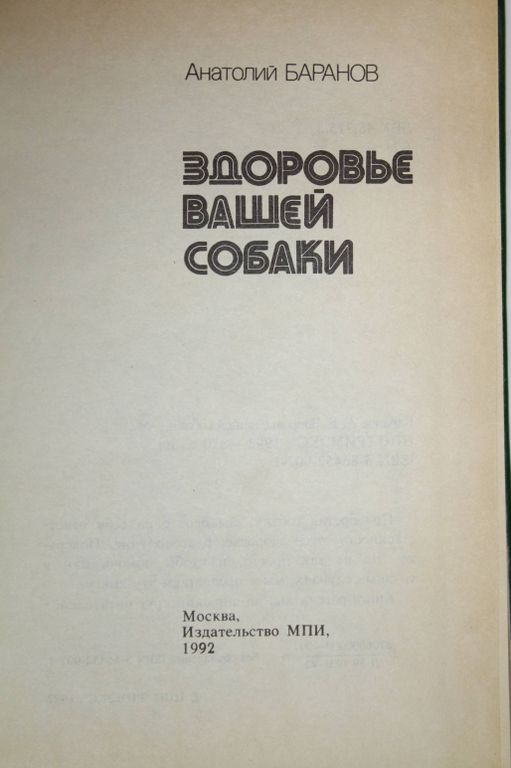 Анатолий БАРАНОВ
ЗДОРОВЬЕ
ВАШЕЙ
СОБАКИ
Москва,
Издательство МПИ,
1992